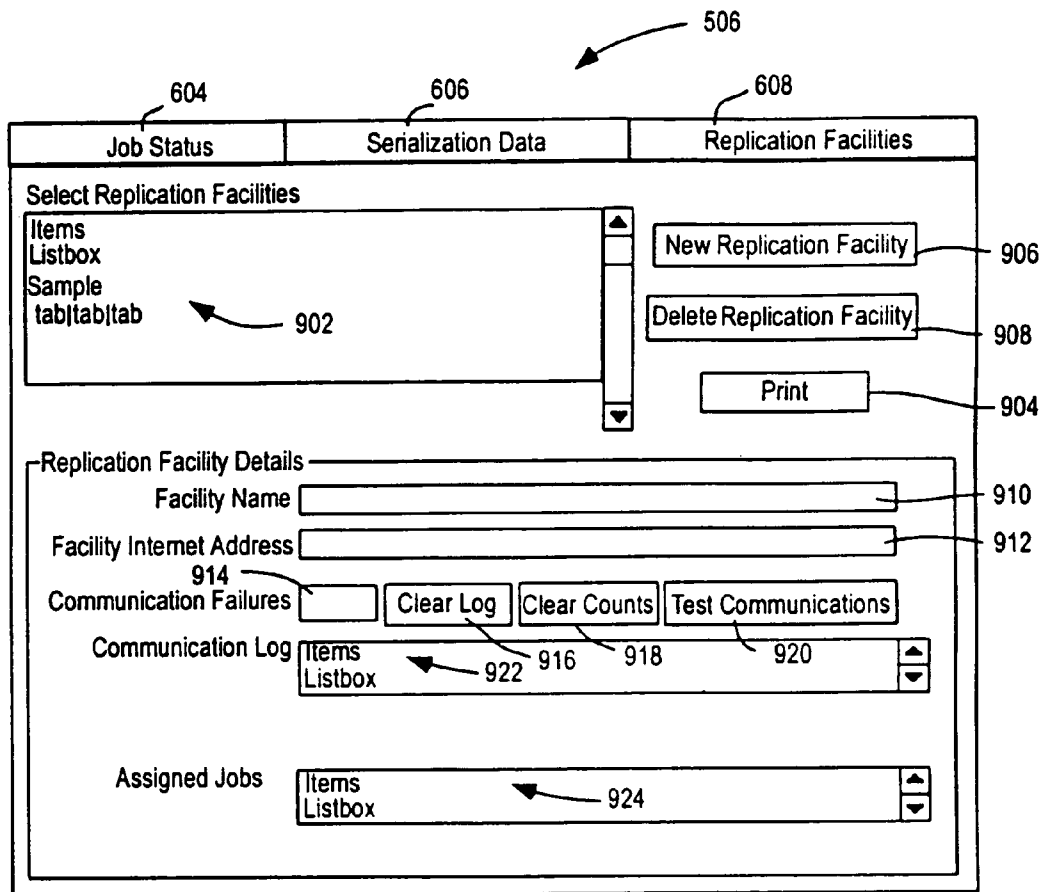 506
604
606
608
Job Status
Serialization Data
Replication Facilities
Select Replication Facilities
Items
Listbox
Sample
tab|tab|tab
902
New Replication Facility
906
Delete Replication Facility
908
Print
904
Replication Facility Details
Facility Name
910
Facility Internet Address
912
914
Communication Failures
Clear Log
Clear Counts
Test Communications
916
918
920
Communication Log
Items
Listbox
922
Assigned Jobs
Items
Listbox
924